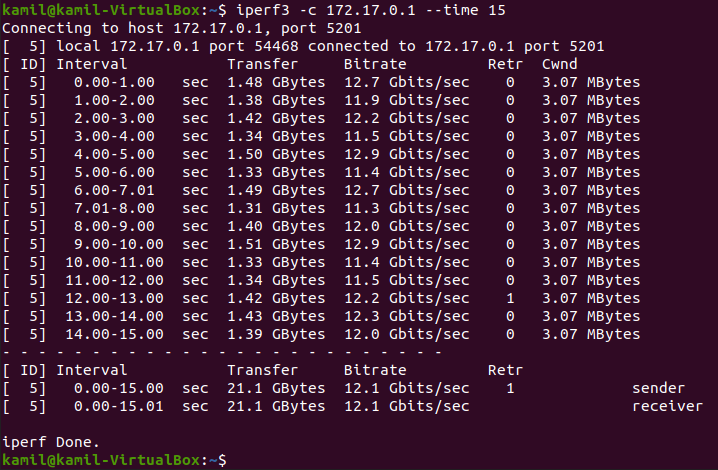 kamil@kamil-VirtualBox:~$ iperf3 -c 172.17.0.1 --time 15
Connecting to host 172.17.0.1, port 5201
[  5] local 172.17.0.1 port 54468 connected to 172.17.0.1 port 5201
[ ID] Interval           Transfer     Bitrate         Retr  Cwnd
[  5]   0.00-1.00   sec  1.48 GBytes  12.7 Gbits/sec    0   3.07 MBytes
[  5]   1.00-2.00   sec  1.38 GBytes  11.9 Gbits/sec    0   3.07 MBytes
[  5]   2.00-3.00   sec  1.42 GBytes  12.2 Gbits/sec    0   3.07 MBytes
[  5]   3.00-4.00   sec  1.34 GBytes  11.5 Gbits/sec    0   3.07 MBytes
[  5]   4.00-5.00   sec  1.50 GBytes  12.9 Gbits/sec    0   3.07 MBytes
[  5]   5.00-6.00   sec  1.33 GBytes  11.4 Gbits/sec    0   3.07 MBytes
[  5]   6.00-7.01   sec  1.49 GBytes  12.7 Gbits/sec    0   3.07 MBytes
[  5]   7.01-8.00   sec  1.31 GBytes  11.3 Gbits/sec    0   3.07 MBytes
[  5]   8.00-9.00   sec  1.40 GBytes  12.0 Gbits/sec    0   3.07 MBytes
[  5]   9.00-10.00  sec  1.51 GBytes  12.9 Gbits/sec    0   3.07 MBytes
[  5]  10.00-11.00  sec  1.33 GBytes  11.4 Gbits/sec    0   3.07 MBytes
[  5]  11.00-12.00  sec  1.34 GBytes  11.5 Gbits/sec    0   3.07 MBytes
[  5]  12.00-13.00  sec  1.42 GBytes  12.2 Gbits/sec    1   3.07 MBytes
[  5]  13.00-14.00  sec  1.43 GBytes  12.3 Gbits/sec    0   3.07 MBytes
[  5]  14.00-15.00  sec  1.39 GBytes  12.0 Gbits/sec    0   3.07 MBytes
- - - - - - - - - - - - - - - - - - - - - - - - -
[ ID] Interval           Transfer     Bitrate         Retr
[  5]   0.00-15.00  sec  21.1 GBytes  12.1 Gbits/sec    1             sender
[  5]   0.00-15.01  sec  21.1 GBytes  12.1 Gbits/sec                  receiver

iperf Done.
kamil@kamil-VirtualBox:~$